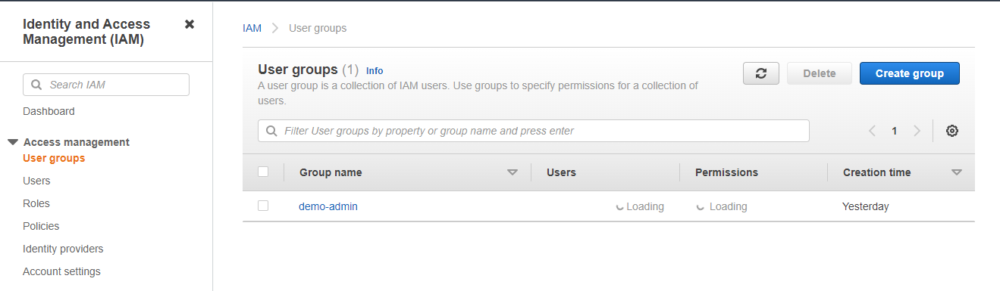 Identity and Access
Management (IAM)
Search IAM
Dashboard
Access management
User groups
Users
Roles
Policies
Identity providers
Account settings
IAM User groups
User groups (1) Info
A user group is a collection of IAM users. Use groups to specify permissions for a collection of
users.
Delete
Create group
Filter User groups by property or group name and press enter
1
Group name Users Permissions Creation time
demo-admin Loading Loading Yesterday